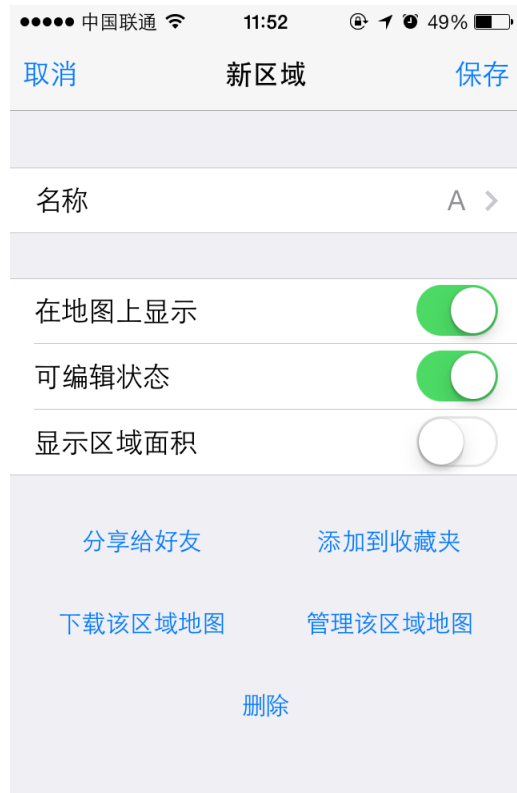 中国联通 11:52 49%
取消 新区域 保存
名称 A
在地图上显示
可编辑状态
显示区域面积
分享给好友 添加到收藏夹
下载该区域地图 管理该区域地图
删除